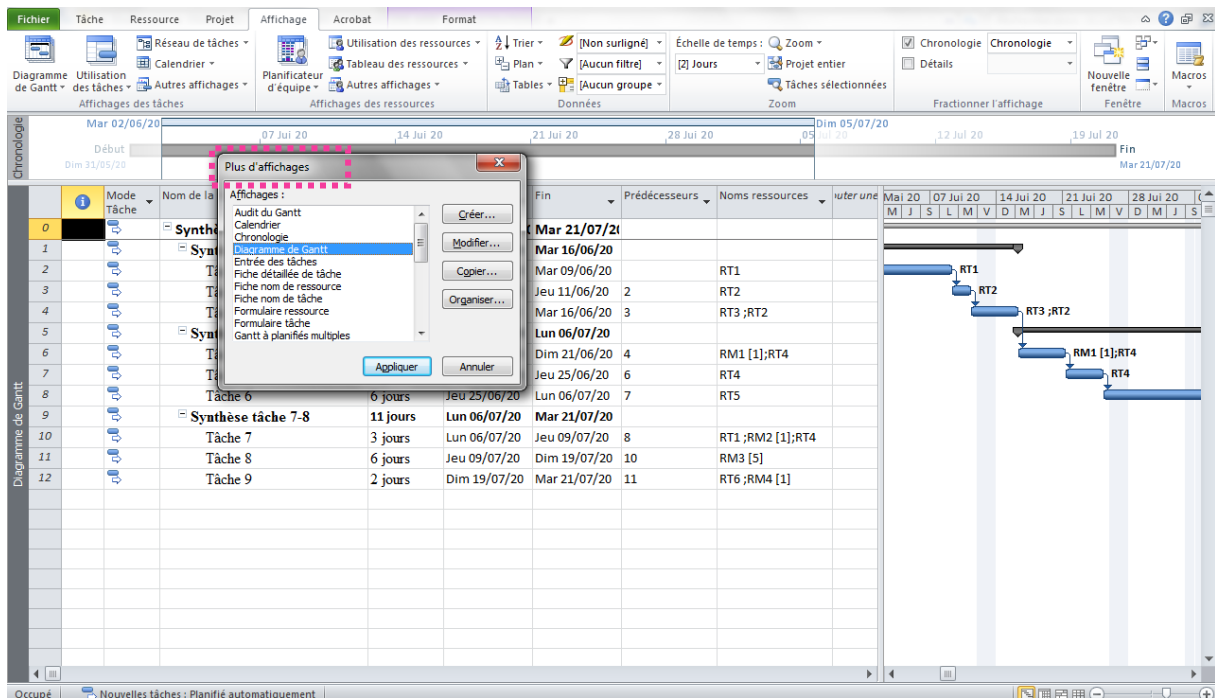 Fichier Tâche Ressource Projet Affichage Acrobat Format
Diagramme de Gantt
Utilisation des tâches
Réseau de tâches
Calendrier
Autres affichages
Affichages des tâches
Planificateur d'équipe
Utilisation des ressources
Tableau des ressources
Autres affichages
Affichages des ressources
Trier
Plan
Tables
[Non surligné]
[Aucun filtre]
[Aucun groupe]
Données
Échelle de temps :
[2] Jours
Zoom
Projet entier
Tâches sélectionnées
Zoom
Chronologie Chronologie
Détails
Fractionner l'affichage
Nouvelle fenêtre
Fenêtre
Macros
Macros
Chronologie
Mar 02/06/20 Dim 05/07/20
07 Jui 20 14 Jui 20 21 Jui 20 28 Jui 20 05 Jul 20 12 Jul 20 19 Jul 20
Début
Dim 31/05/20
Fin
Mar 21/07/20
Plus d'affichages
Affichages :
Audit du Gantt
Calendrier
Chronologie
Diagramme de Gantt
Entrée des tâches
Fiche détaillée de tâche
Fiche nom de ressource
Fiche nom de tâche
Formulaire ressource
Formulaire tâche
Gantt à planifiés multiples
Créer...
Modifier...
Copier...
Organiser...
Appliquer Annuler
Mode Tâche Nom de la Fin Prédécesseurs Noms ressources outer une
Mai 20 07 Jui 20 14 Jui 20 21 Jui 20 28 Jui 20
M J S L M V D M J S L M V D M J S
0 Mar 21/07/20
1 Mar 16/06/20
2 Mar 09/06/20 RT1
3 Jeu 11/06/20 2 RT2
4 Mar 16/06/20 3 RT3 ;RT2
5 Lun 06/07/20
6 Dim 21/06/20 4 RM1 [1];RT4
7 Jeu 25/06/20 6 RT4
8 Tâche 6 6 jours Jeu 25/06/20 Lun 06/07/20 7 RT5
9 Synthèse tâche 7-8 11 jours Lun 06/07/20 Mar 21/07/20
10 Tâche 7 3 jours Lun 06/07/20 Jeu 09/07/20 8 RT1 ;RM2 [1];RT4
11 Tâche 8 6 jours Jeu 09/07/20 Dim 19/07/20 10 RM3 [5]
12 Tâche 9 2 jours Dim 19/07/20 Mar 21/07/20 11 RT6 ;RM4 [1]
RT1
RT2
RT3 ;RT2
RM1 [1];RT4
RT4
Diagramme de Gantt
Occupé Nouvelles tâches : Planifié automatiquement